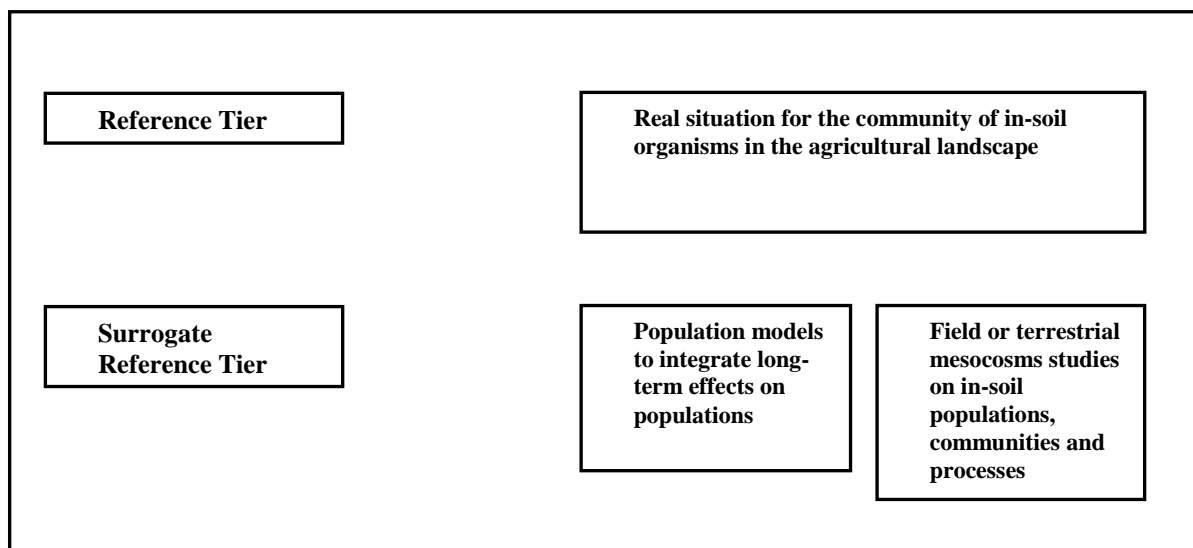 Reference Tier
Real situation for the community of in-soil
organisms in the agricultural landscape
Surrogate
Reference Tier
Population models
to integrate long-
term effects on
populations
Field or terrestrial
mesocosms studies
on in-soil
populations,
communities and
processes